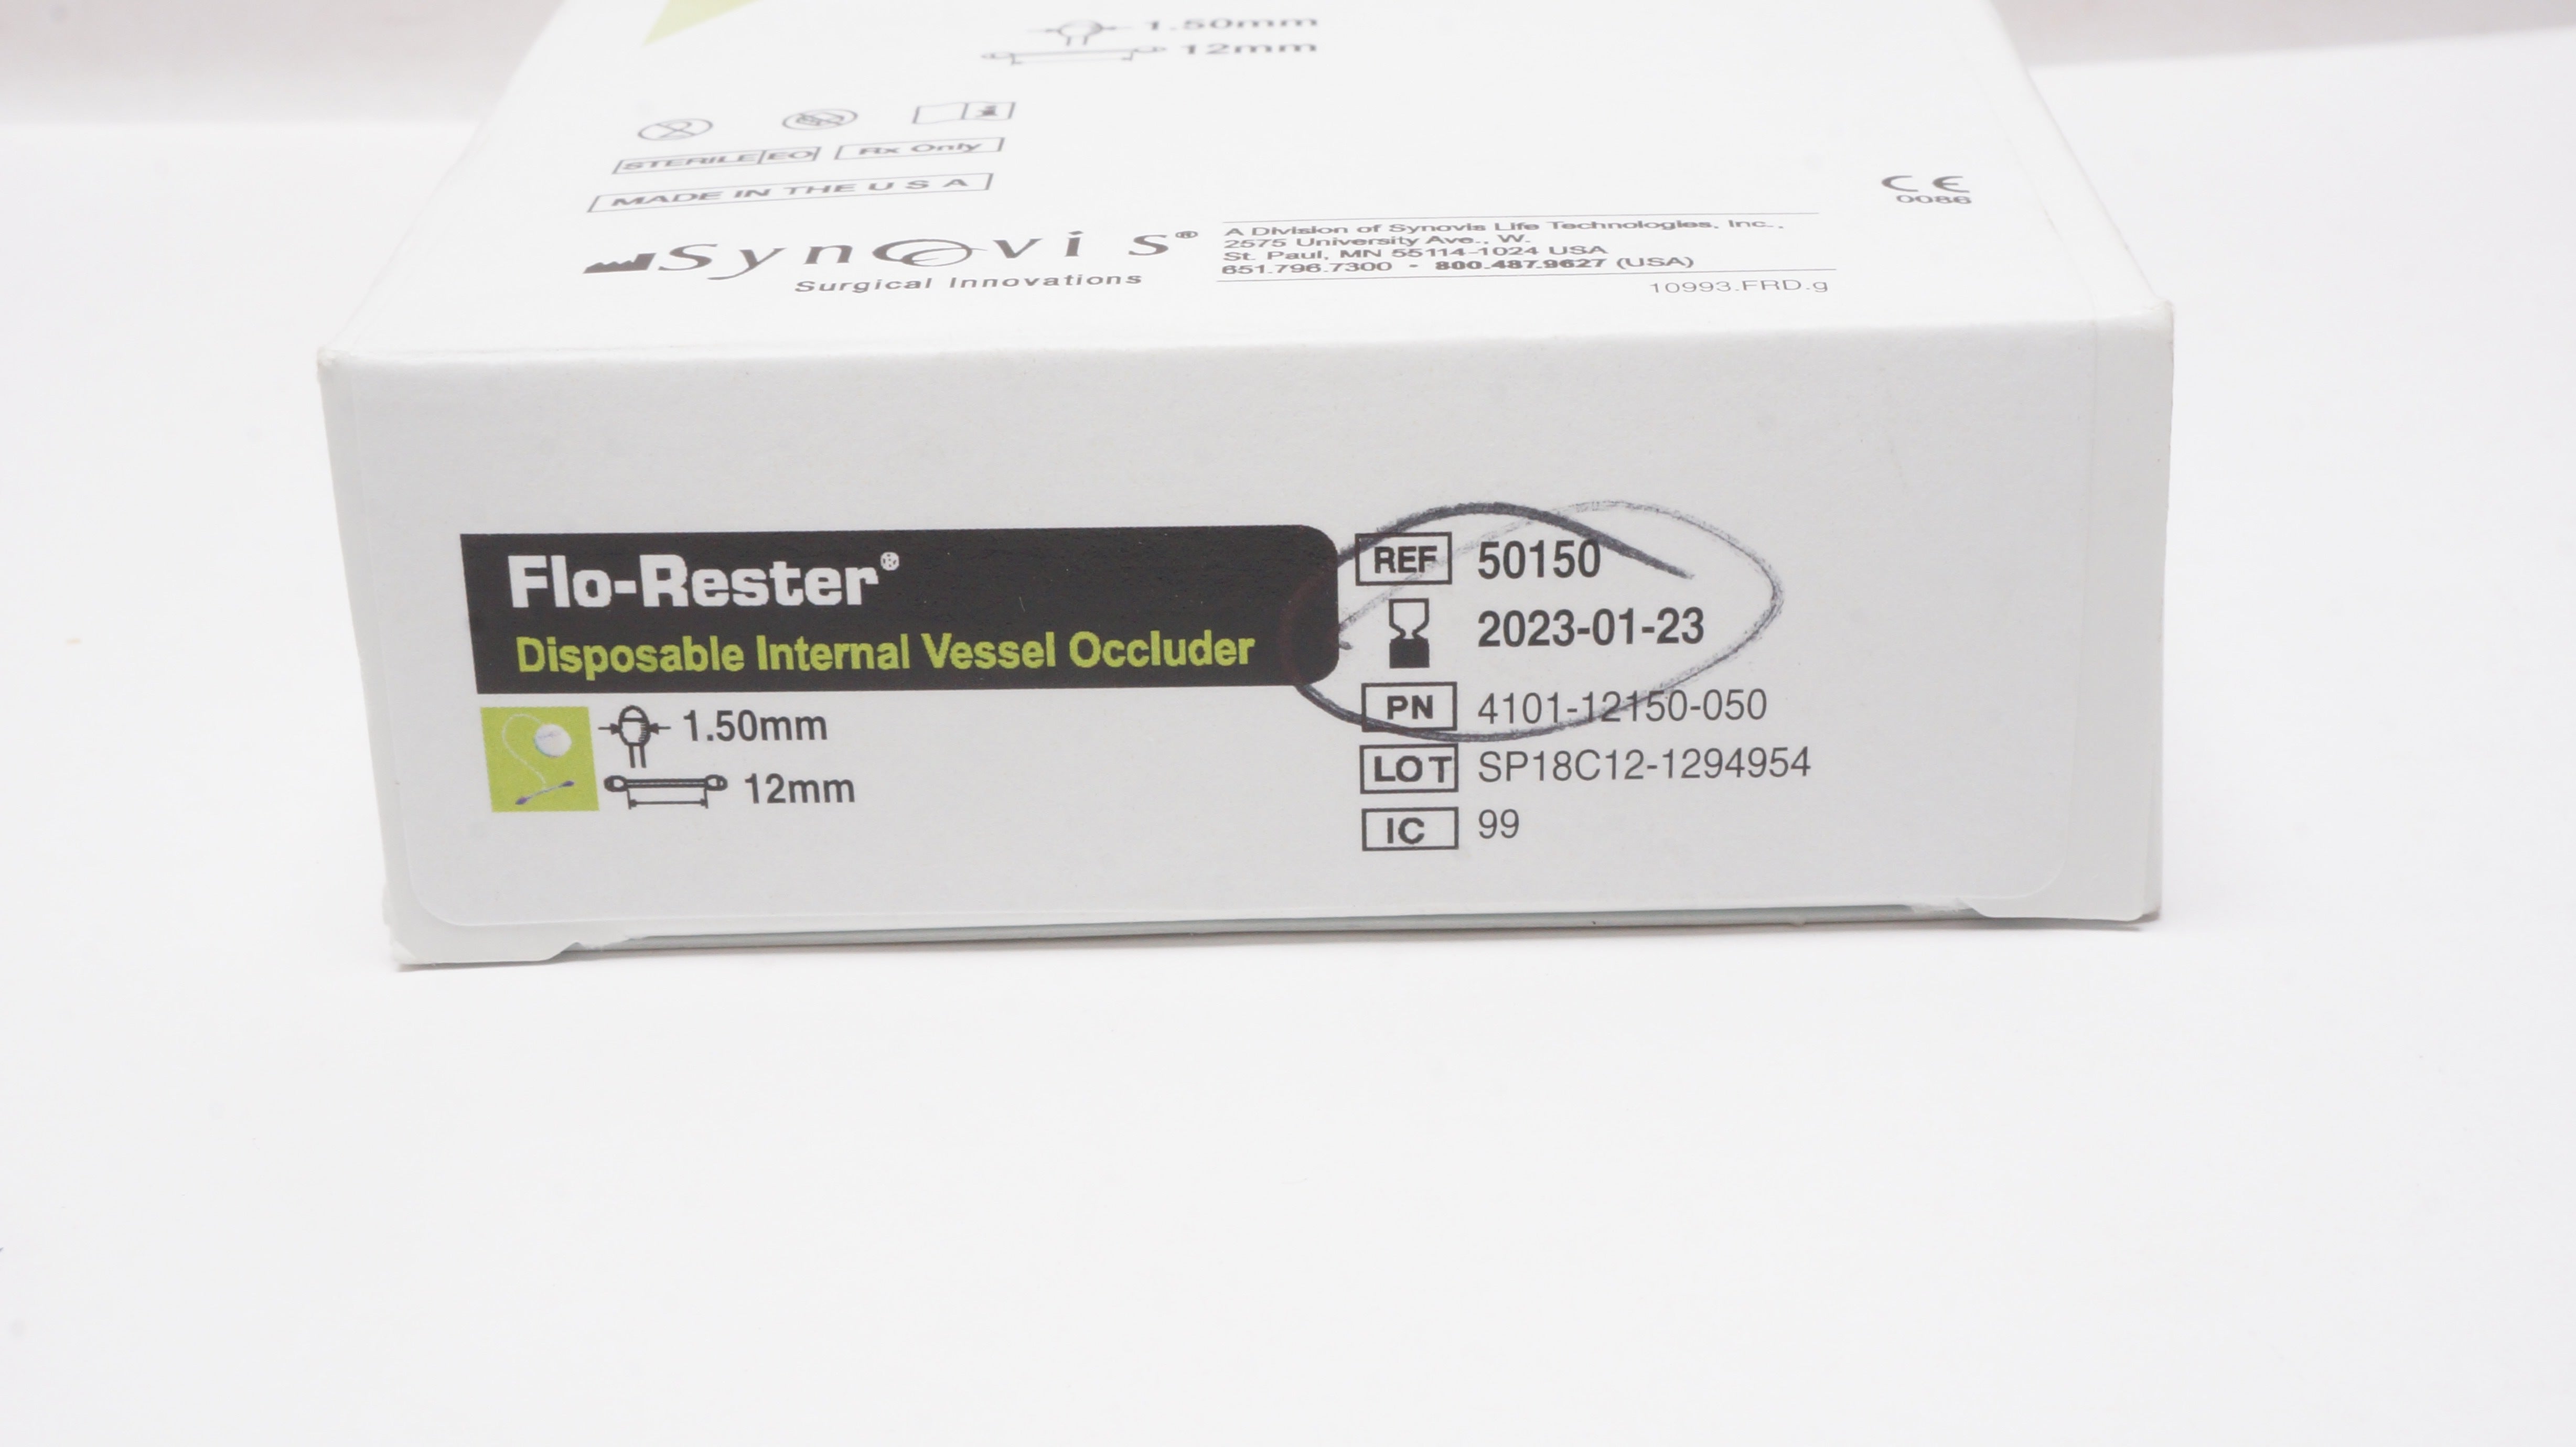 1.50mm
12mm
STERILE EO Rx Only
MADE IN THE U S A
Synovis®
Surgical Innovations
A Division of Synovis Life Technologies, Inc.,
2575 University Ave., W.
St. Paul, MN 55114-1024 USA
651.796.7300 - 800.487.9627 (USA)
10993.FRD.g
CE
0086
Flo-Rester®
Disposable Internal Vessel Occluder
1.50mm
12mm
REF 50150
2023-01-23
PN 4101-12150-050
LOT SP18C12-1294954
IC 99